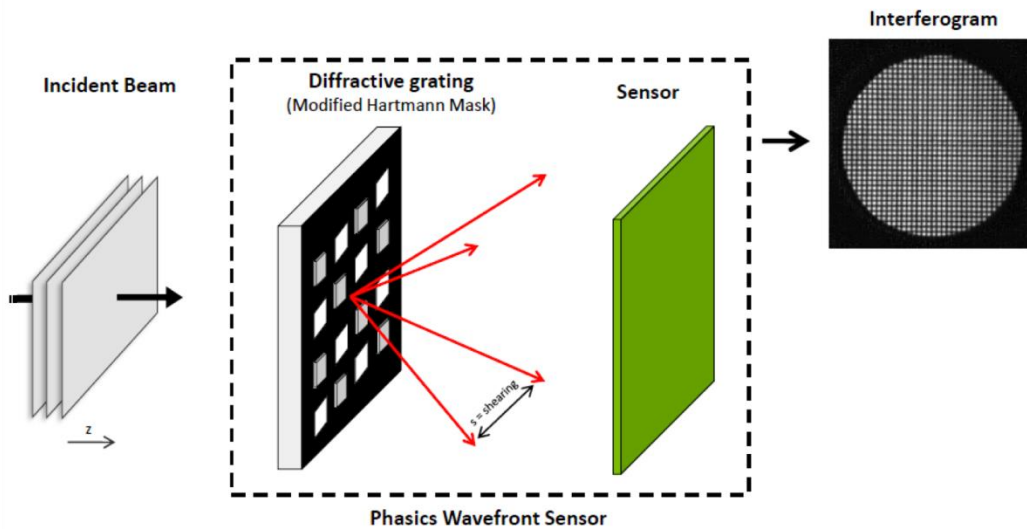 Interferogram
Incident Beam
Diffractive grating
(Modified Hartmann Mask)
Sensor
s = shearing
z
Phasics Wavefront Sensor